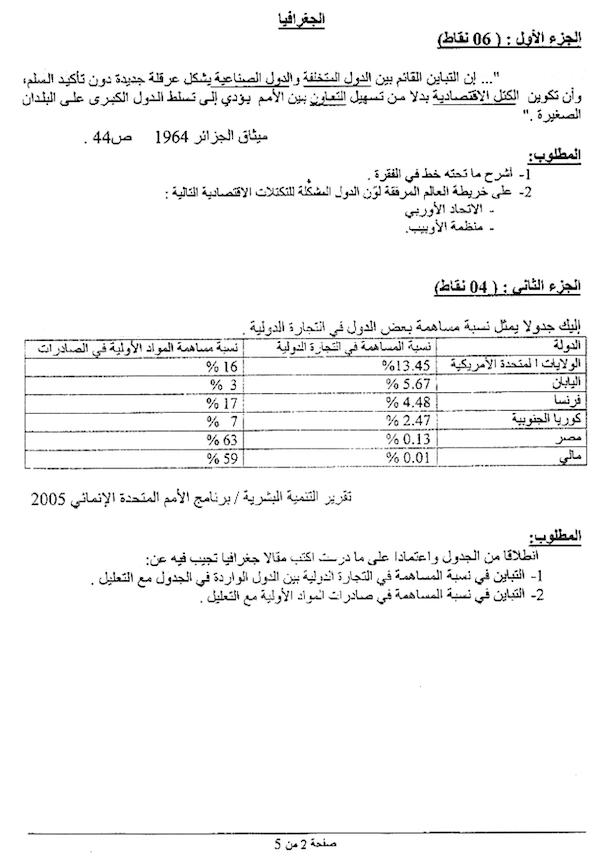 الجغرافيا
الجزء الأول : ( 06 نقاط)
"... إن التباين القائم بين الدول المتخلفة والدول الصناعية يشكل عرقلة جديدة دون تأكيد السلم،
وأن تكوين الكتل الاقتصادية بدلا من تسهيل التعاون بين الأمم يؤدي إلى تسلط الدول الكبرى على البلدان
الصغيرة ."
ميثاق الجزائر 1964 ص44 .
المطلوب:
1- أشرح ما تحته خط في الفقرة .
2- على خريطة العالم المرفقة لوّن الدول المشكّلة للتكتلات الاقتصادية التالية :
- الاتحاد الأوربي
- منظمة الأوبيب.
الجزء الثاني : ( 04 نقاط)
إليك جدولا يمثل نسبة مساهمة بعض الدول في التجارة الدولية .
الدولة نسبة المساهمة في التجارة الدولية نسبة مساهمة المواد الأولية في الصادرات
الولايات المتحدة الأمريكية 13.45% 16 %
اليابان 5.67 % 3 %
فرنسا 4.48 % 17 %
كوريا الجنوبية 2.47 % 7 %
مصر 0.13 % 63 %
مالي 0.01 % 59 %
تقرير التنمية البشرية / برنامج الأمم المتحدة الإنمائي 2005
المطلوب:
انطلاقا من الجدول واعتمادا على ما درست اكتب مقالا جغرافيا تجيب فيه عن:
1- التباين في نسبة المساهمة في التجارة الدولية بين الدول الواردة في الجدول مع التعليل .
2- التباين في نسبة المساهمة في صادرات المواد الأولية مع التعليل .
صفحة 2 من 5